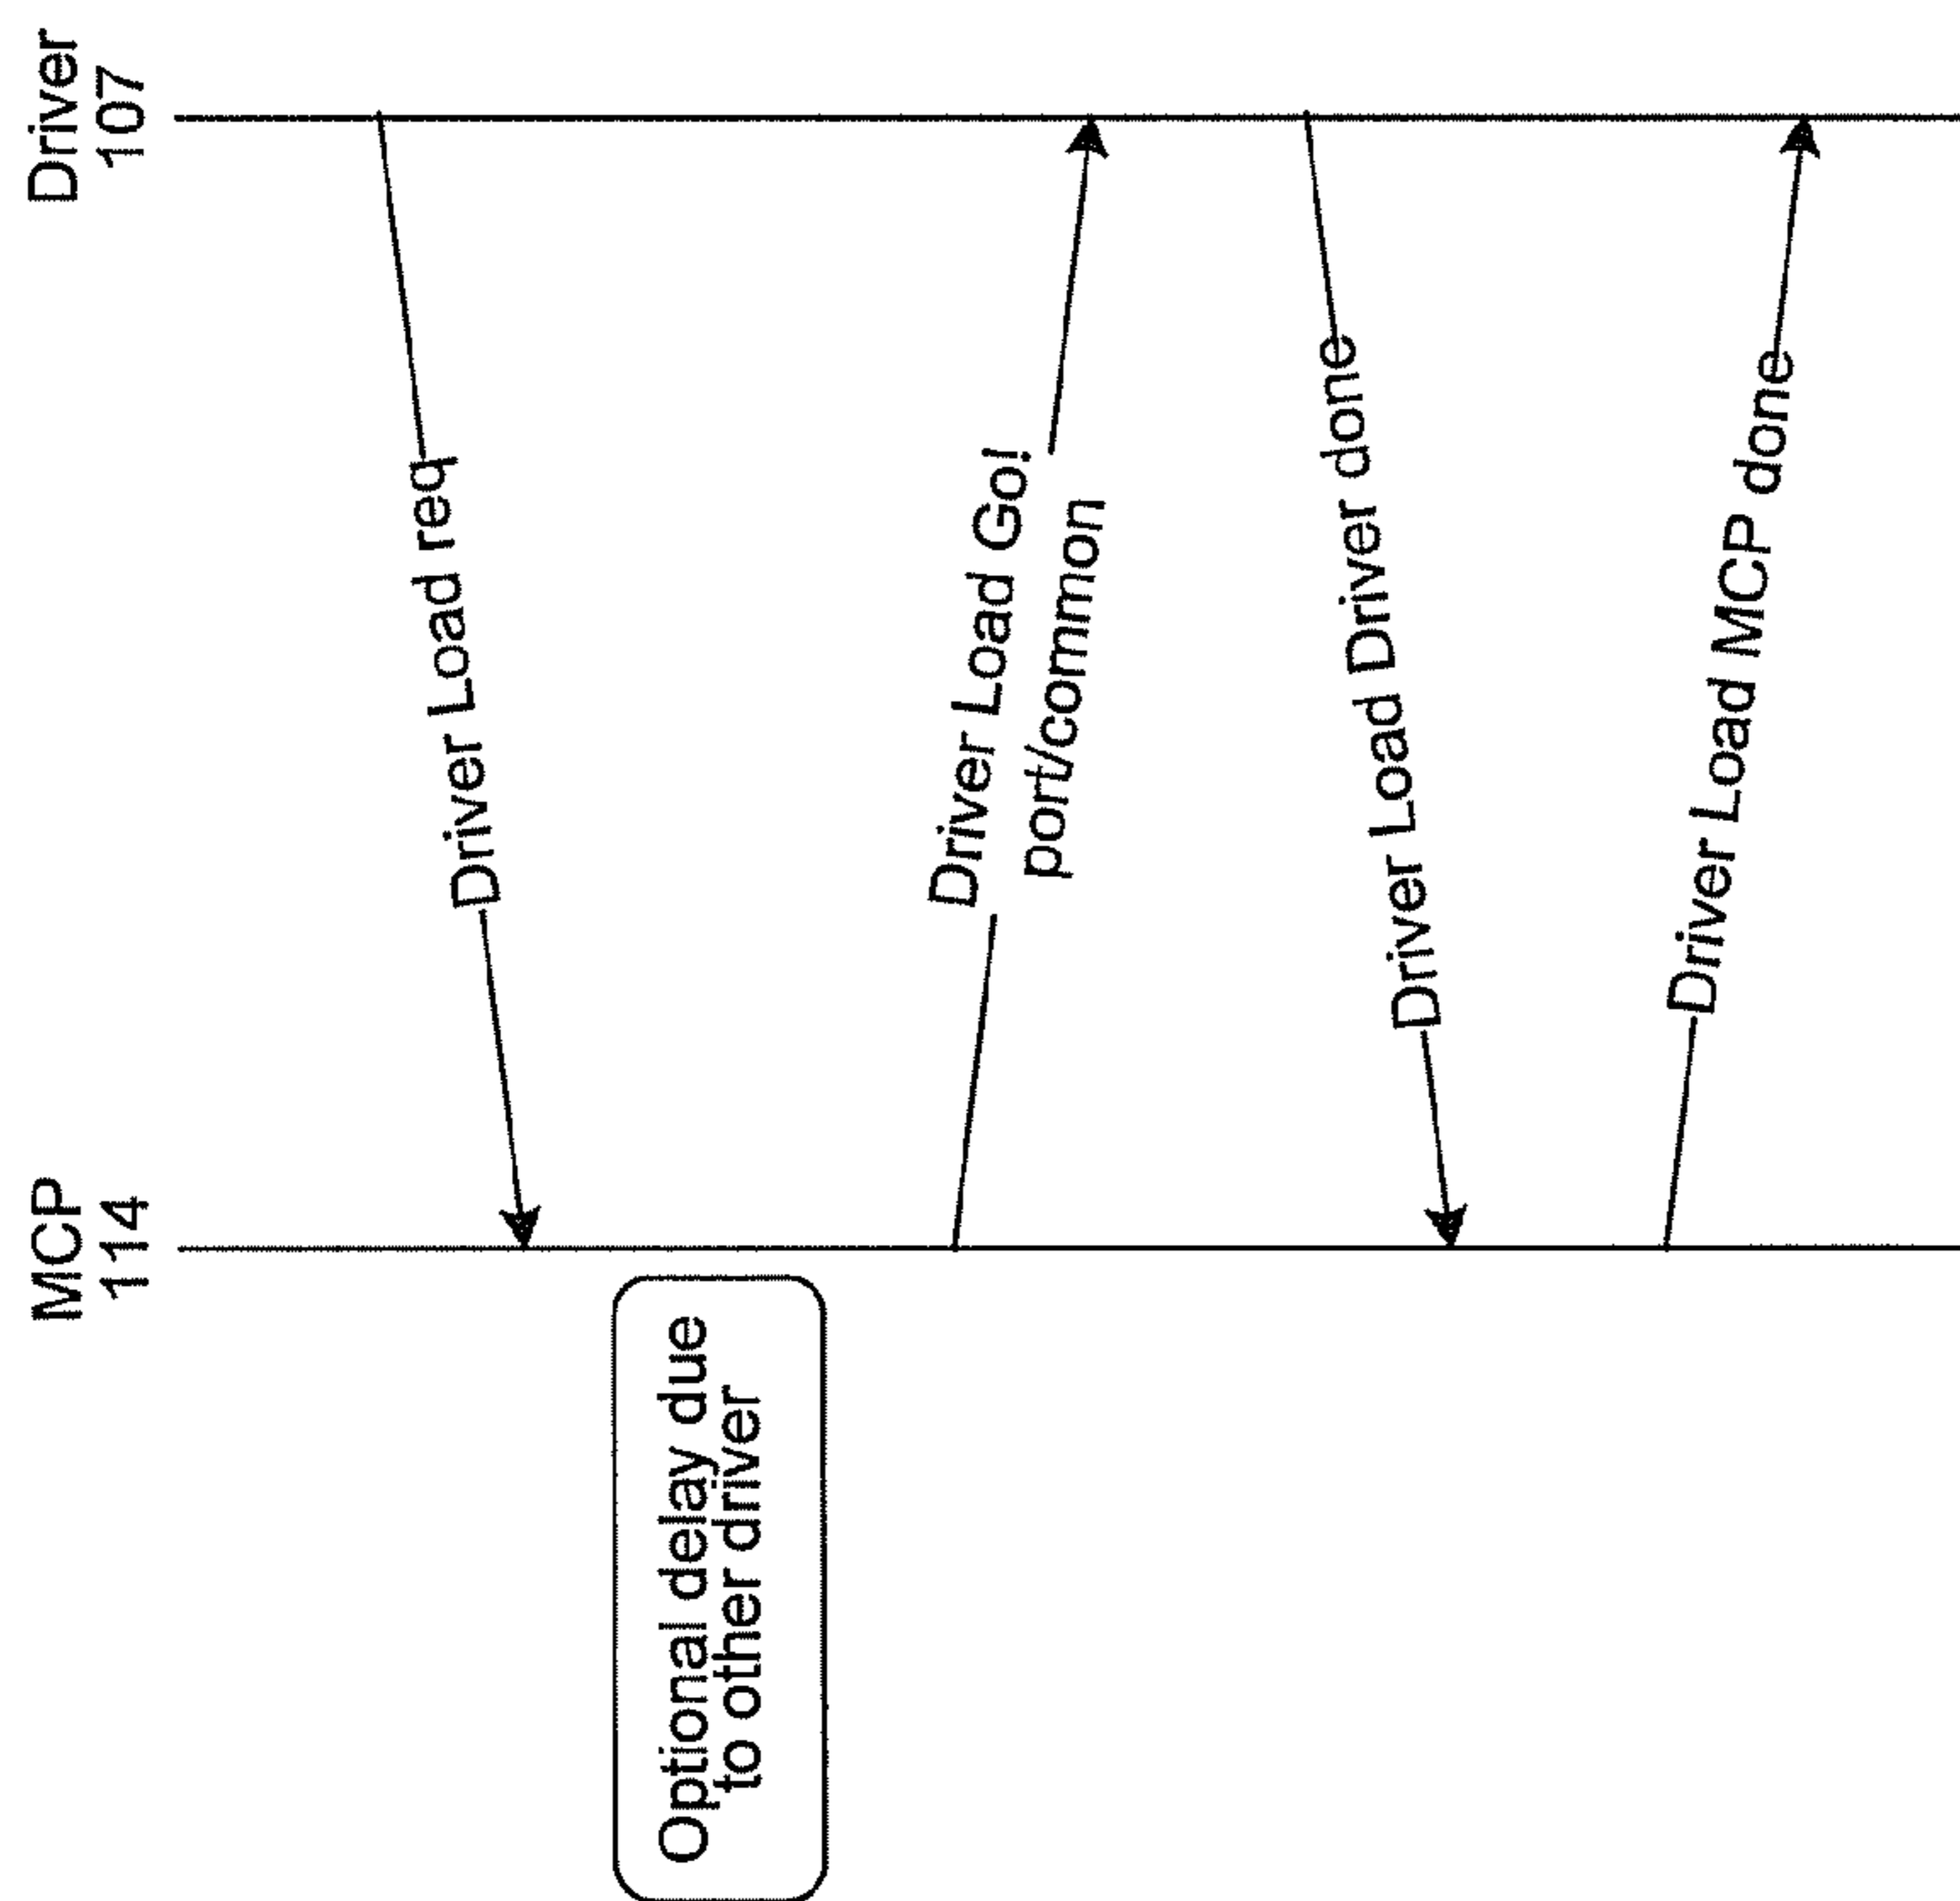 MCP
114
Driver
107
Driver Load req
Optional delay due
to other driver
Driver Load Go!
port/common
Driver Load Driver done
Driver Load MCP done